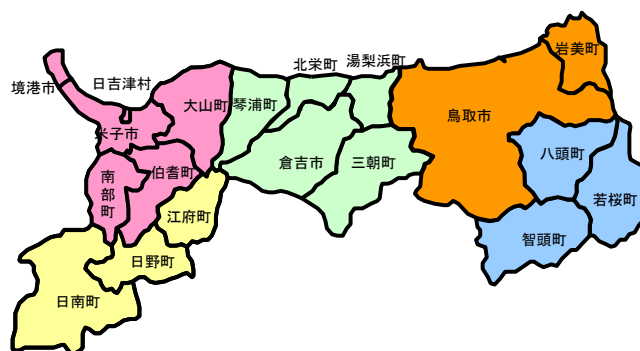 岩美町
北栄町
湯梨浜町
境港市
日吉津村
大山町
琴浦町
鳥取市
米子市
倉吉市
三朝町
八頭町
伯耆町
南部町
若桜町
江府町
智頭町
日野町
日南町